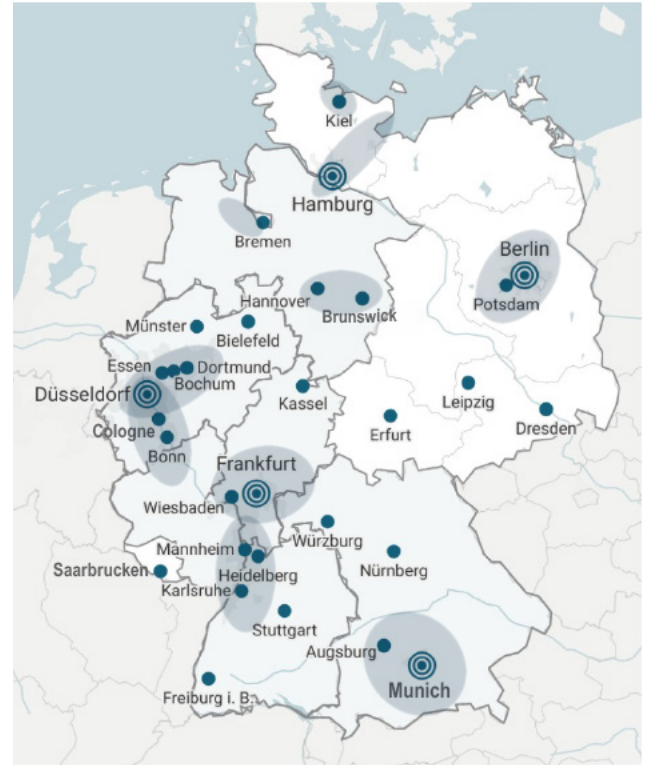 Kiel
Hamburg
Bremen
Berlin
Potsdam
Hannover
Brunswick
Münster
Bielefeld
Essen
Dortmund
Bochum
Düsseldorf
Kassel
Leipzig
Cologne
Erfurt
Dresden
Bonn
Frankfurt
Wiesbaden
Würzburg
Mannheim
Nürnberg
Saarbrucken
Heidelberg
Karlsruhe
Stuttgart
Augsburg
Munich
Freiburg i. B.